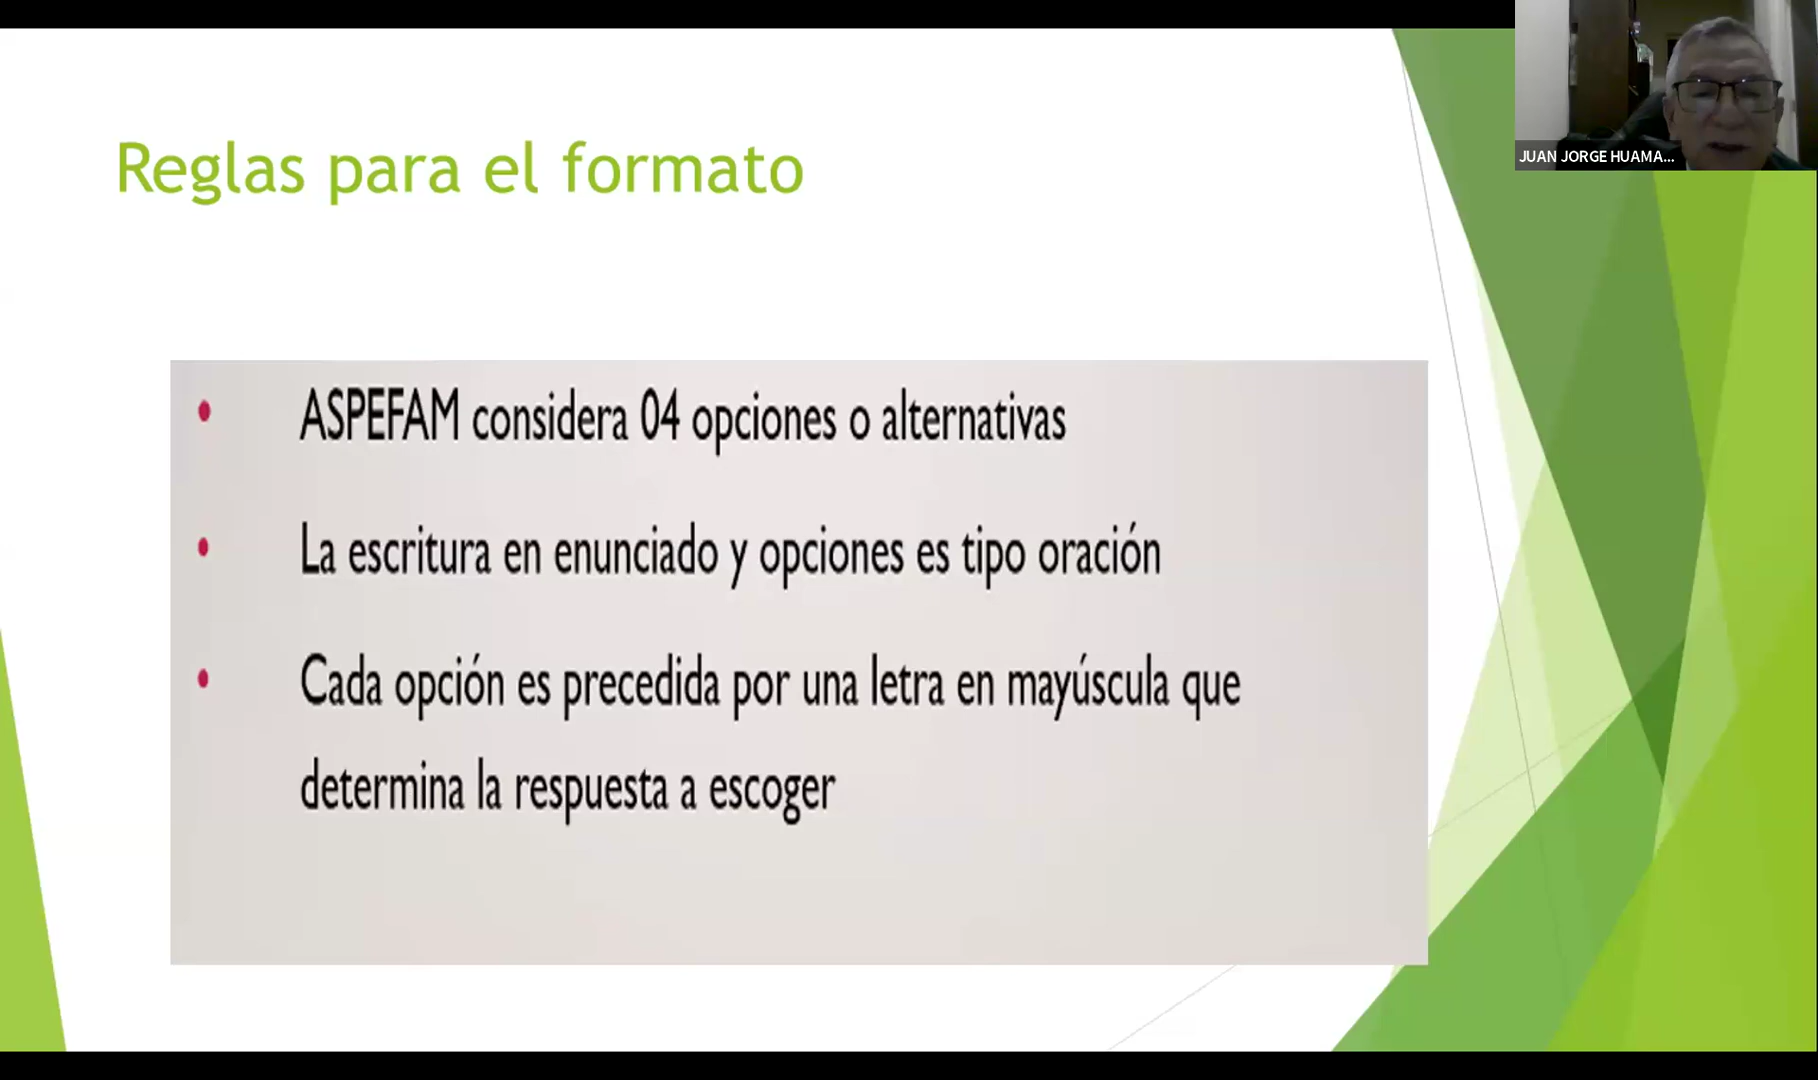 JUAN JORGE HUAMA...
Reglas para el formato
• ASPEFAM considera 04 opciones o alternativas
• La escritura en enunciado y opciones es tipo oración
• Cada opción es precedida por una letra en mayúscula que
determina la respuesta a escoger